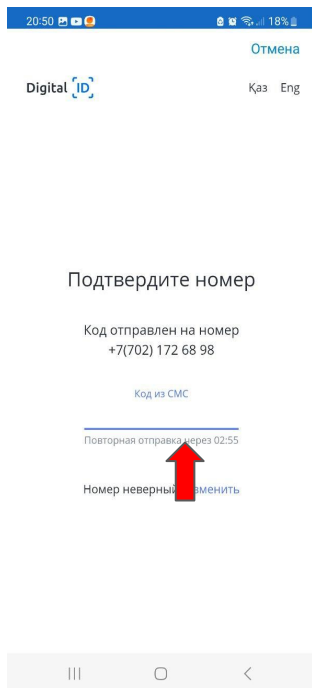 20:50 18%
Отмена
Digital ID Қаз Eng
Подтвердите номер
Код отправлен на номер
+7(702) 172 68 98
Код из СМС
Повторная отправка через 02:55
Номер неверный